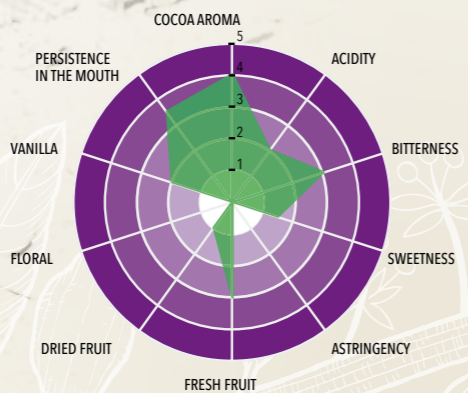 COCOA AROMA
5
4
3
2
1
ACIDITY
BITTERNESS
SWEETNESS
ASTRINGENCY
FRESH FRUIT
DRIED FRUIT
FLORAL
VANILLA
PERSISTENCE
IN THE MOUTH